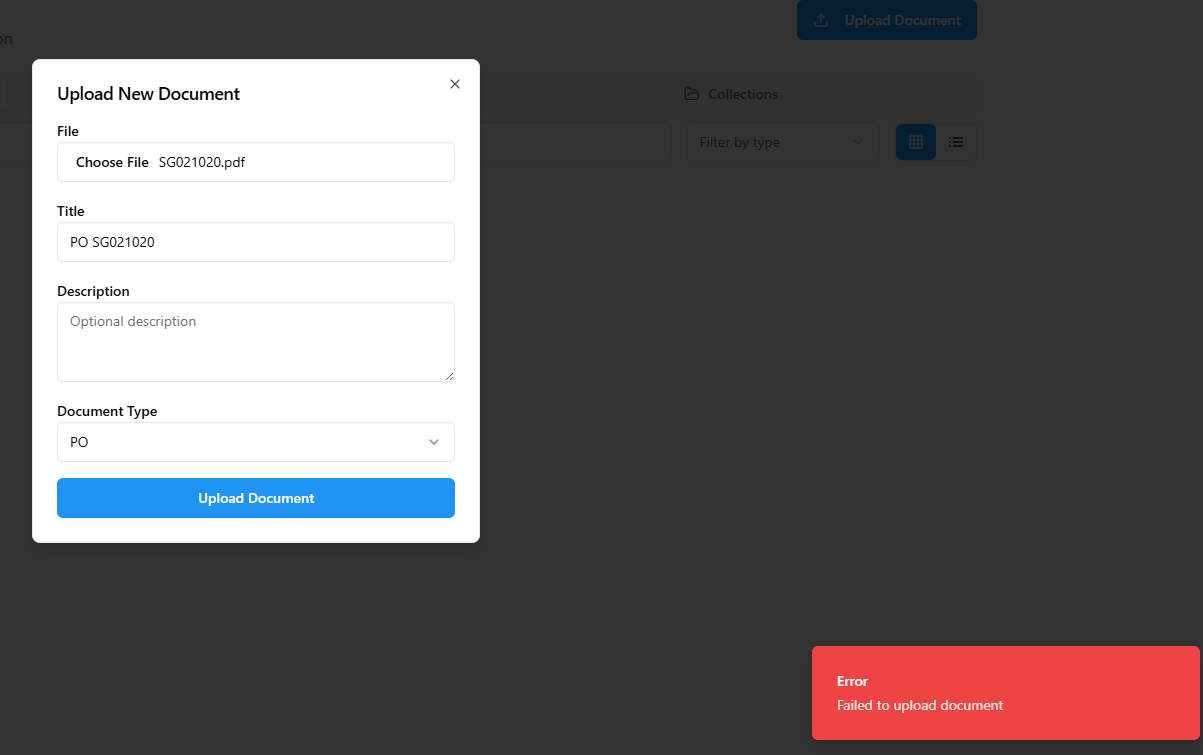 Upload Document
on
Upload New Document
Collections
File
Choose File SG021020.pdf
Filter by type
Title
PO SG021020
Description
Optional description
Document Type
PO
Upload Document
Error
Failed to upload document